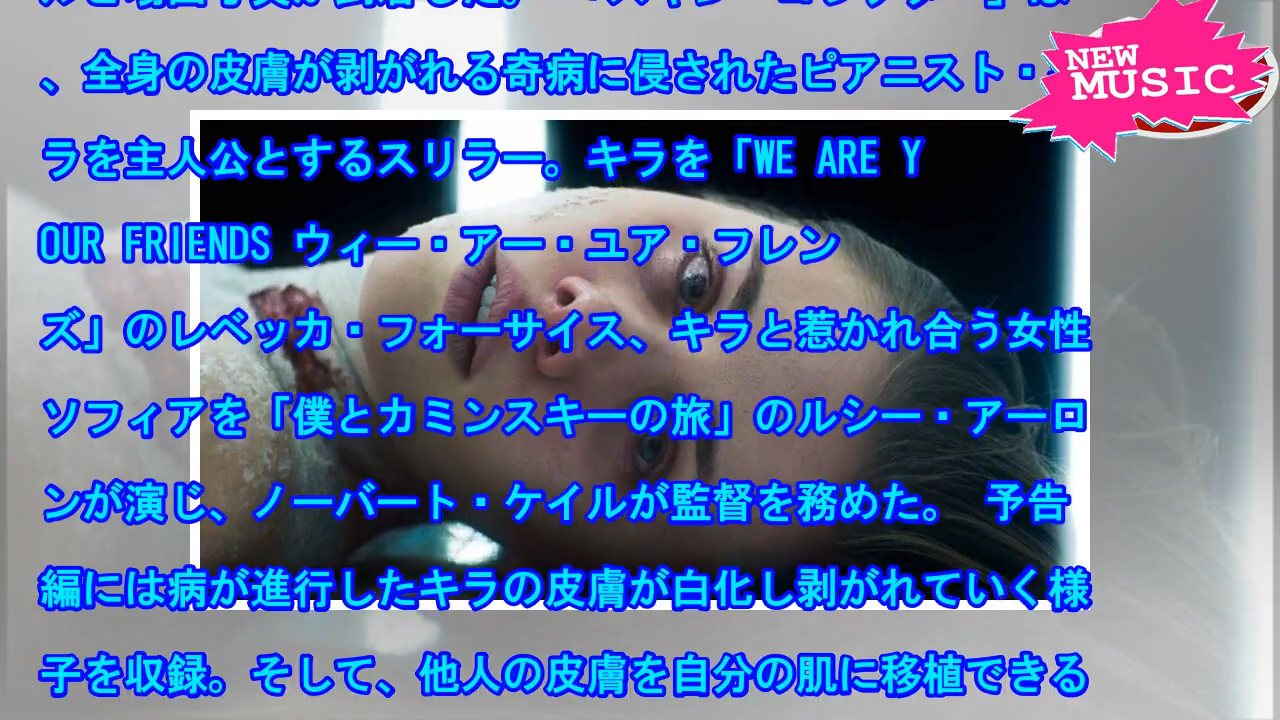 、全身の皮膚が剥がれる奇病に侵されたピアニスト・
ラを主人公とするスリラー。キラを「WE ARE Y
OUR FRIENDS ウィー・アー・ユア・フレン
ズ」のレベッカ・フォーサイス、キラと惹かれ合う女性
ソフィアを「僕とカミンスキーの旅」のルシー・アーロ
ンが演じ、ノーバート・ケイルが監督を務めた。 予告
編には病が進行したキラの皮膚が白化し剥がれていく様
子を収録。そして、他人の皮膚を自分の肌に移植できる
NEW
MUSIC